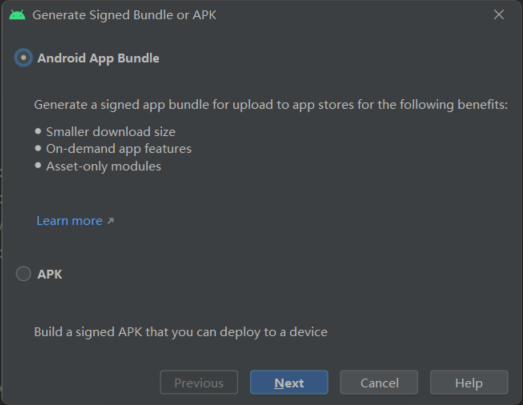 Generate Signed Bundle or APK
Android App Bundle
Generate a signed app bundle for upload to app stores for the following benefits:
● Smaller download size
● On-demand app features
● Asset-only modules
Learn more ↗
APK
Build a signed APK that you can deploy to a device
Previous Next Cancel Help